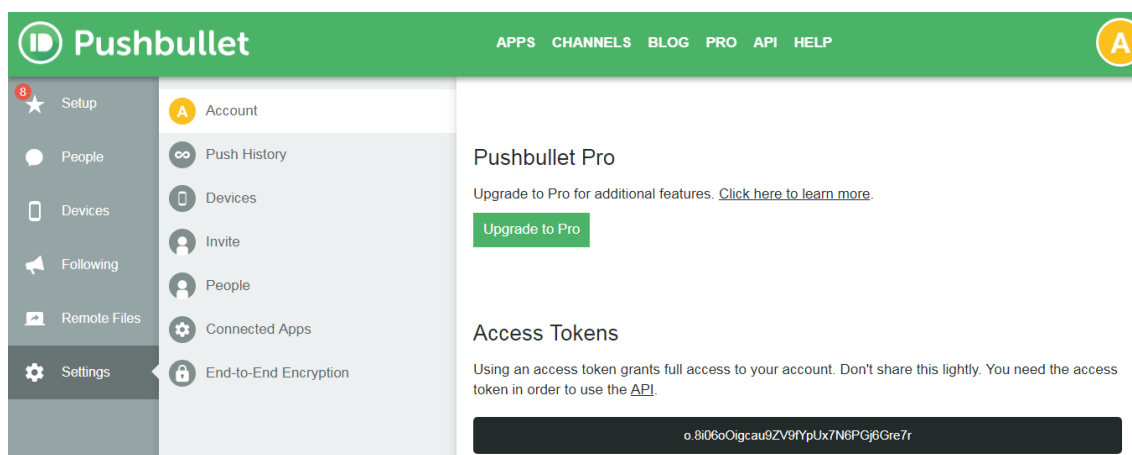 Pushbullet
APPS CHANNELS BLOG PRO API HELP
A
8
Setup
People
Devices
Following
Remote Files
Settings
A Account
Push History
Devices
Invite
People
Connected Apps
End-to-End Encryption
Pushbullet Pro
Upgrade to Pro for additional features. Click here to learn more.
Upgrade to Pro
Access Tokens
Using an access token grants full access to your account. Don't share this lightly. You need the access
token in order to use the API.
o.8i06oOigcau9ZV9fYpUx7N6PGj6Gre7r